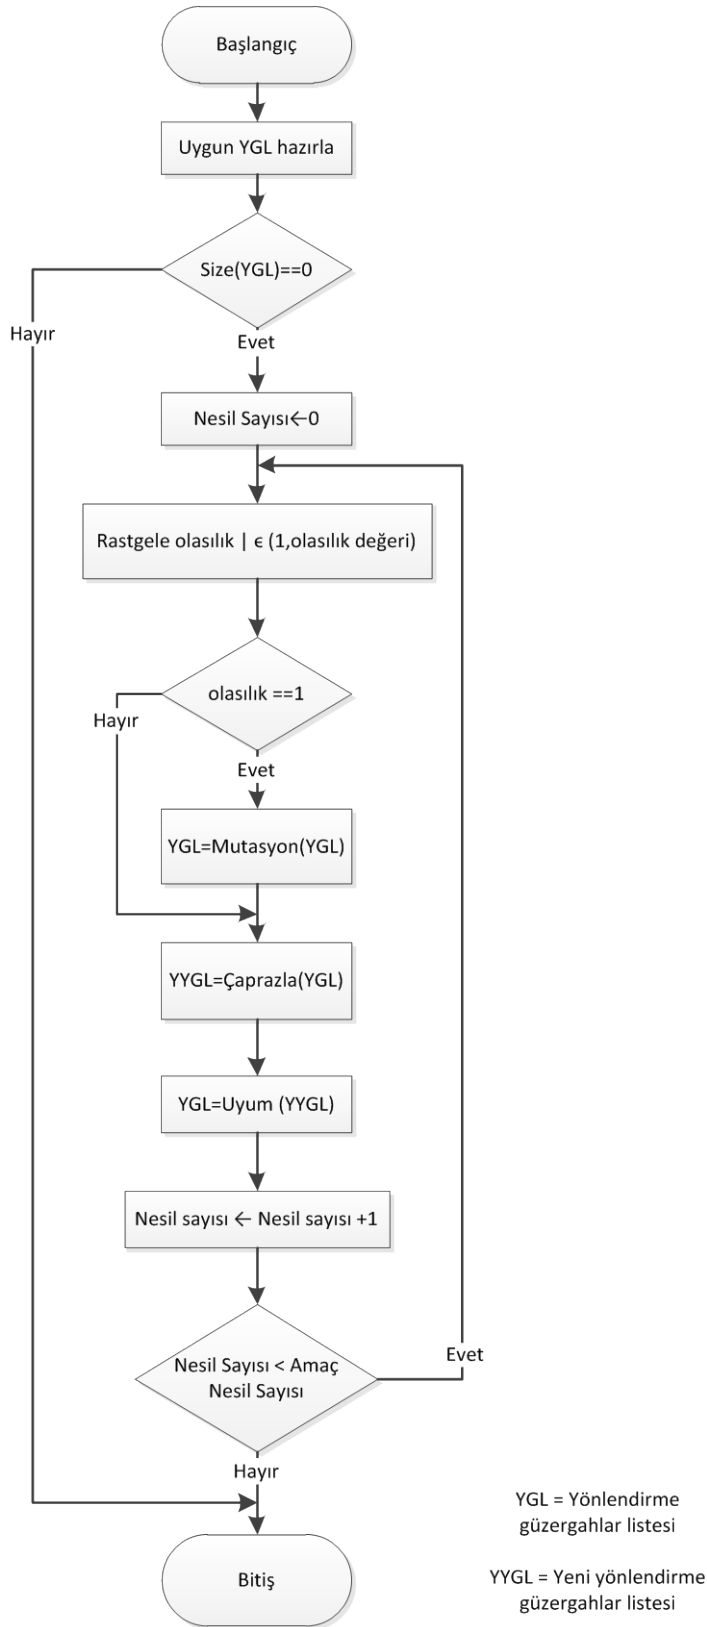 Başlangıç
Uygun YGL hazırla
Size(YGL)==0
Hayır
Evet
Nesil Sayısı←0
Rastgele olasılık | ϵ (1,olasılık değeri)
olasılık ==1
Hayır
Evet
YGL=Mutasyon(YGL)
YYGL=Çaprazla(YGL)
YGL=Uyum (YYGL)
Nesil sayısı ← Nesil sayısı +1
Nesil Sayısı < Amaç
Nesil Sayısı
Evet
Hayır
Bitiş
YGL = Yönlendirme
güzergahlar listesi
YYGL = Yeni yönlendirme
güzergahlar listesi